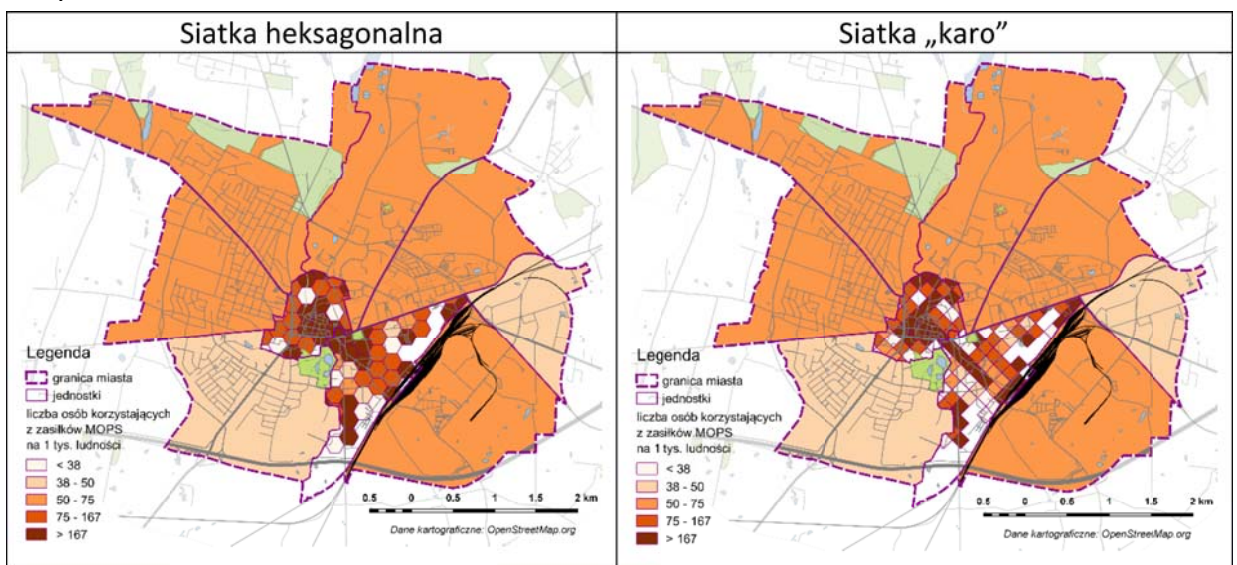 Siatka heksagonalna
Siatka „karo”
Legenda
granica miasta
jednostki
liczba osób korzystających
z zasiłków MOPS
na 1 tys. ludności
< 38
38 - 50
50 - 75
75 - 167
> 167
0.5 0 0.5 1 1.5 2 km
Dane kartograficzne: OpenStreetMap.org
Legenda
granica miasta
jednostki
liczba osób korzystających
z zasiłków MOPS
na 1 tys. ludności
< 38
38 - 50
50 - 75
75 - 167
> 167
0.5 0 0.5 1 1.5 2 km
Dane kartograficzne: OpenStreetMap.org